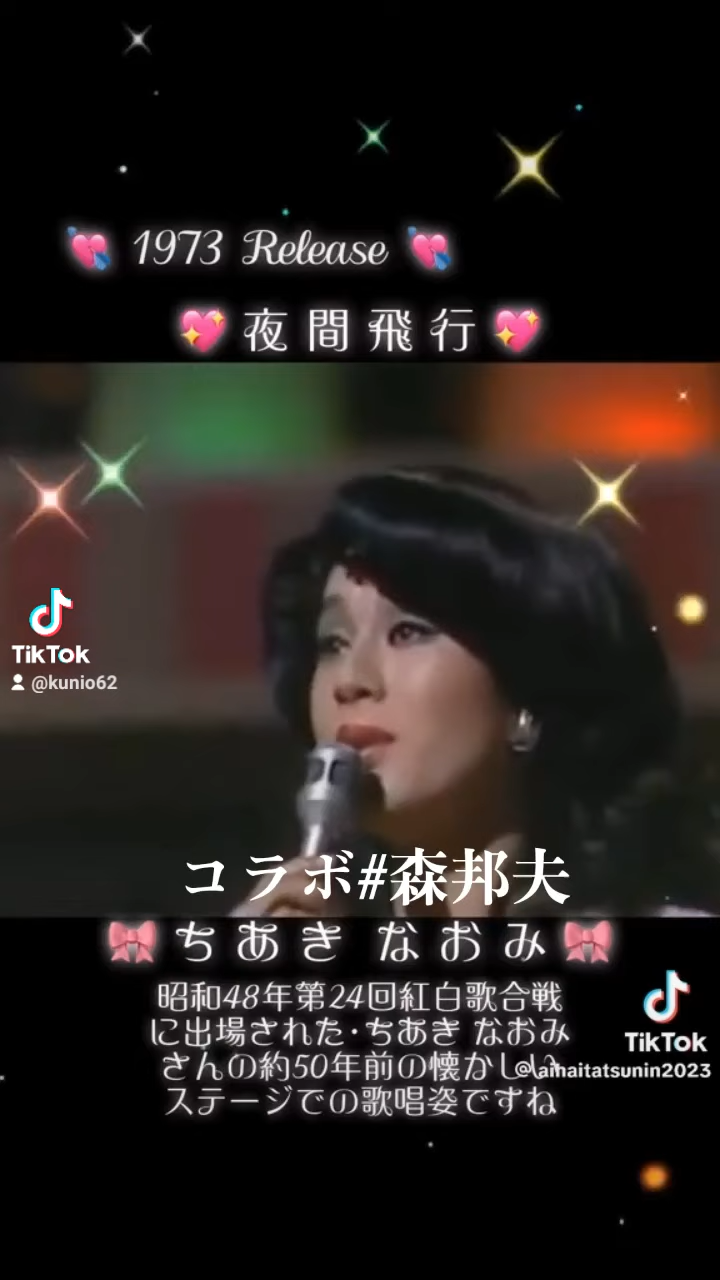 1973 Release
夜間飛行
TikTok
@kunio62
コラボ#森邦夫
ちあき なおみ
昭和48年第24回紅白歌合戦
に出場された・ちあき なおみ
さんの約50年前の懐かしい
ステージでの歌唱姿ですね
TikTok
@aihaitatsunin2023